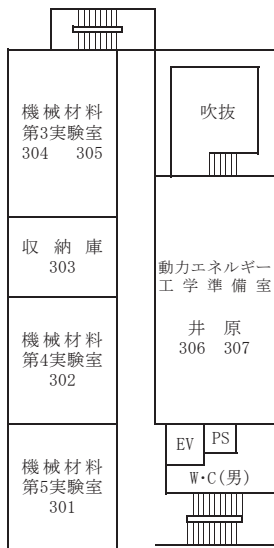 機械材料
第3実験室
304 305
吹抜
収納庫
303
動力エネルギー
工学準備室
井原
306 307
機械材料
第4実験室
302
EV
PS
W・C(男)
機械材料
第5実験室
301